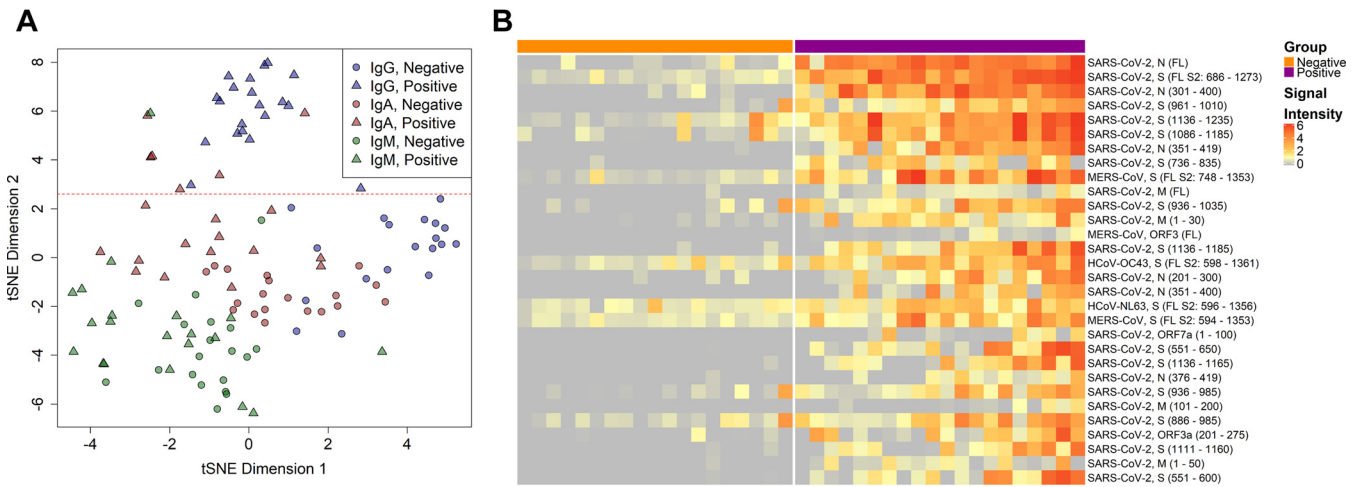 A
B
8
6
4
2
0
-2
-4
-6
tSNE Dimension 2
-4
-2
0
2
4
tSNE Dimension 1
IgG, Negative
IgG, Positive
IgA, Negative
IgA, Positive
IgM, Negative
IgM, Positive
SARS-CoV-2, N (FL)
SARS-CoV-2, S (FL S2: 686 - 1273)
SARS-CoV-2, N (301 - 400)
SARS-CoV-2, S (961 - 1010)
SARS-CoV-2, S (1136 - 1235)
SARS-CoV-2, S (1086 - 1185)
SARS-CoV-2, N (351 - 419)
SARS-CoV-2, S (736 - 835)
MERS-CoV, S (FL S2: 748 - 1353)
SARS-CoV-2, M (FL)
SARS-CoV-2, S (936 - 1035)
SARS-CoV-2, M (1 - 30)
MERS-CoV, ORF3 (FL)
SARS-CoV-2, S (1136 - 1185)
HCoV-OC43, S (FL S2: 598 - 1361)
SARS-CoV-2, N (201 - 300)
SARS-CoV-2, N (351 - 400)
HCoV-NL63, S (FL S2: 596 - 1356)
MERS-CoV, S (FL S2: 594 - 1353)
SARS-CoV-2, ORF7a (1 - 100)
SARS-CoV-2, S (551 - 650)
SARS-CoV-2, S (1136 - 1165)
SARS-CoV-2, N (376 - 419)
SARS-CoV-2, S (936 - 985)
SARS-CoV-2, M (101 - 200)
SARS-CoV-2, S (886 - 985)
SARS-CoV-2, ORF3a (201 - 275)
SARS-CoV-2, S (1111 - 1160)
SARS-CoV-2, M (1 - 50)
SARS-CoV-2, S (551 - 600)
Group
Negative
Positive
Signal
Intensity
6
4
2
0